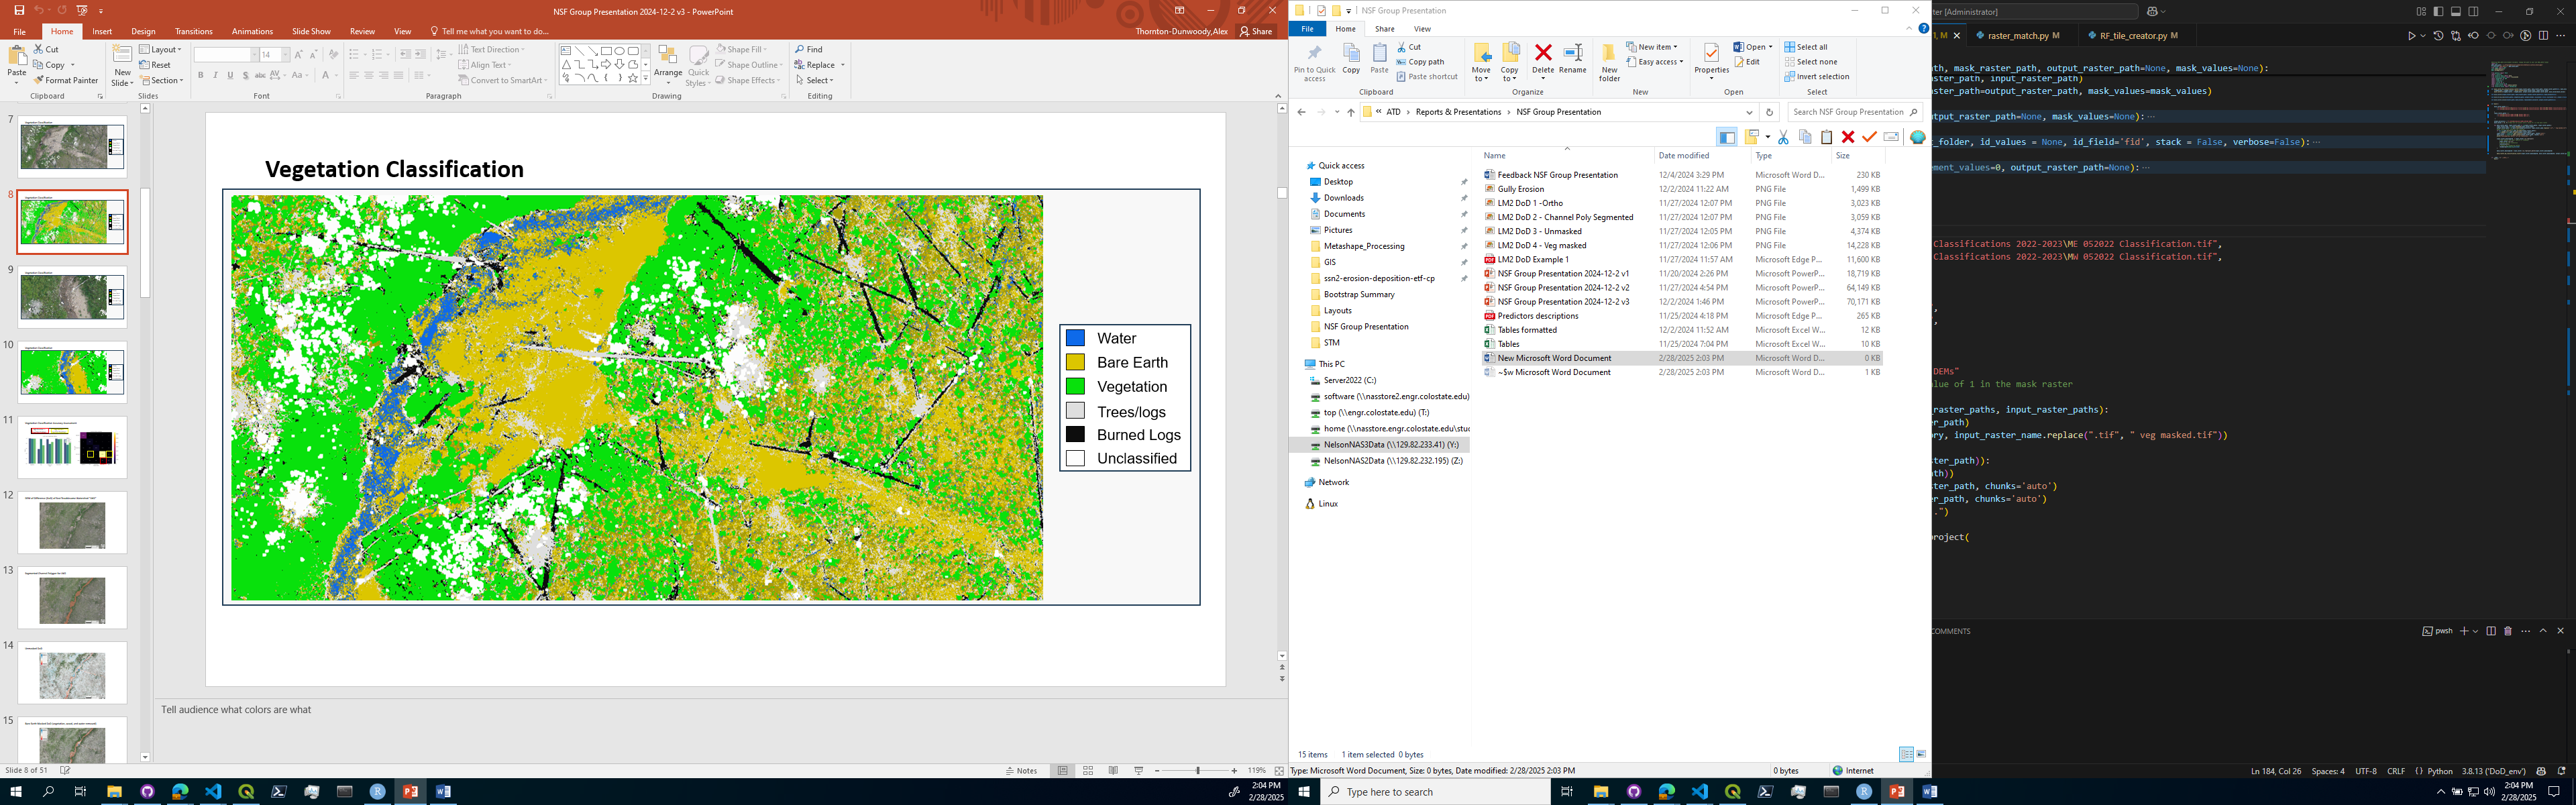 NSF Group Presentation 2024-12-2 v3 - PowerPoint
File Home Insert Design Transitions Animations Slide Show Review View Tell me what you want to do...
Thornton-Dunwoody,Alex Share
Paste
Cut
Copy
Format Painter
Clipboard
New Slide
Layout
Reset
Section
Slides
14
Font
Text Direction
Align Text
Convert to SmartArt
Paragraph
Arrange
Quick Styles
Shape Fill
Shape Outline
Shape Effects
Drawing
Find
Replace
Select
Editing
7
8
9
10
11
12
13
14
15
Vegetation Classification
Water
Bare Earth
Vegetation
Trees/logs
Burned Logs
Unclassified
Tell audience what colors are what
Slide 8 of 51
Notes
119%
2:04 PM
2/28/2025
NSF Group Presentation
File Home Share View
Pin to Quick access
Copy
Paste
Cut
Copy path
Paste shortcut
Clipboard
Move to
Copy to
Delete
Rename
Organize
New folder
New item
Easy access
New
Properties
Open
Edit
Open
Select all
Select none
Invert selection
Select
« ATD › Reports & Presentations › NSF Group Presentation
Search NSF Group Presentation
Quick access
Desktop
Downloads
Documents
Pictures
Metashape_Processing
GIS
ssn2-erosion-deposition-etf-cp
Bootstrap Summary
Layouts
NSF Group Presentation
STM
This PC
Server2022 (C:)
software (\\nasstore2.engr.colostate.edu)
top (\\engr.colostate.edu) (T:)
home (\\nasstore.engr.colostate.edu\stuc
NelsonNAS3Data (\\129.82.233.41) (Y:)
NelsonNAS2Data (\\129.82.232.195) (Z:)
Network
Linux
Name Date modified Type Size
Feedback NSF Group Presentation 12/4/2024 3:29 PM Microsoft Word D... 230 KB
Gully Erosion 12/2/2024 11:22 AM PNG File 1,499 KB
LM2 DoD 1 -Ortho 11/27/2024 12:07 PM PNG File 3,023 KB
LM2 DoD 2 - Channel Poly Segmented 11/27/2024 12:07 PM PNG File 3,059 KB
LM2 DoD 3 - Unmasked 11/27/2024 12:05 PM PNG File 4,374 KB
LM2 DoD 4 - Veg masked 11/27/2024 12:06 PM PNG File 14,228 KB
LM2 DoD Example 1 11/27/2024 11:57 AM Microsoft Edge P... 11,600 KB
NSF Group Presentation 2024-12-2 v1 11/20/2024 2:26 PM Microsoft PowerP... 18,719 KB
NSF Group Presentation 2024-12-2 v2 11/27/2024 4:54 PM Microsoft PowerP... 64,149 KB
NSF Group Presentation 2024-12-2 v3 12/2/2024 1:46 PM Microsoft PowerP... 70,171 KB
Predictors descriptions 11/25/2024 4:18 PM Microsoft Edge P... 265 KB
Tables formatted 12/2/2024 11:52 AM Microsoft Excel W... 12 KB
Tables 11/25/2024 7:04 PM Microsoft Excel W... 10 KB
New Microsoft Word Document 2/28/2025 2:03 PM Microsoft Word D... 0 KB
~$w Microsoft Word Document 2/28/2025 2:03 PM Microsoft Word D... 1 KB
15 items 1 item selected 0 bytes
Type: Microsoft Word Document, Size: 0 bytes, Date modified: 2/28/2025 2:03 PM 0 bytes Internet
Type here to search
ter [Administrator]
1, M raster_match.py M RF_tile_creator.py M
th, mask_raster_path, output_raster_path=None, mask_values=None):
ster_path, input_raster_path)
ster_path=output_raster_path, mask_values=mask_values)
tput_raster_path=None, mask_values=None):···
t_folder, id_values = None, id_field='fid', stack = False, verbose=False):···
ement_values=0, output_raster_path=None):···
Classifications 2022-2023\ME 052022 Classification.tif",
Classifications 2022-2023\MW 052022 Classification.tif",
,
,
DEMs"
alue of 1 in the mask raster
raster_paths, input_raster_paths):
er_path)
ory, input_raster_name.replace(".tif", " veg masked.tif"))
ster_path)):
ath))
ster_path, chunks='auto')
er_path, chunks='auto')
.")
project(
COMMENTS
pwsh
Ln 184, Col 26 Spaces: 4 UTF-8 CRLF Python 3.8.13 ('DoD_env')
2:04 PM
2/28/2025